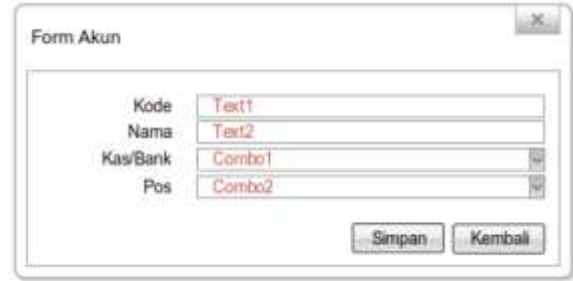 Form Akun
Kode Text1
Nama Text2
Kas/Bank Combo1
Pos Combo2
Simpan Kembali